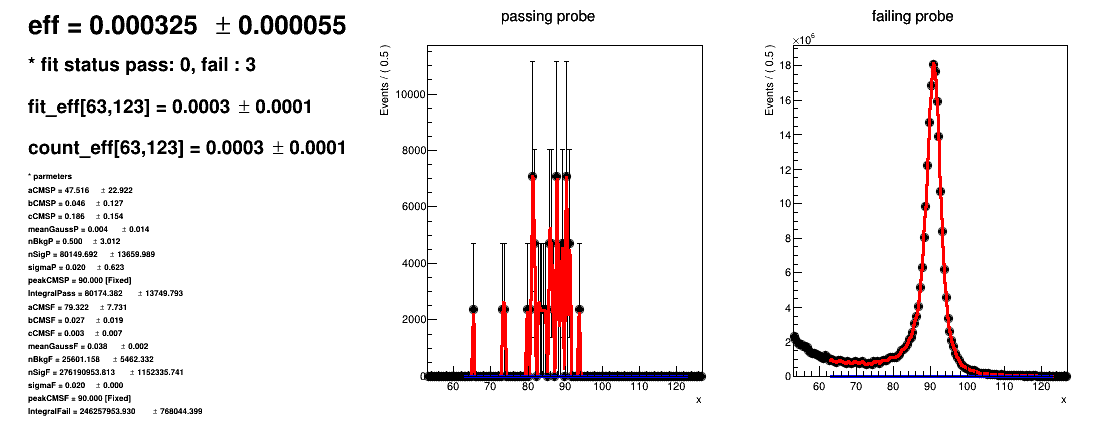 eff = 0.000325 ± 0.000055
* fit status pass: 0, fail : 3
fit_eff[63,123] = 0.0003 ± 0.0001
count_eff[63,123] = 0.0003 ± 0.0001
* parmeters
aCMSP = 47.516 ± 22.922
bCMSP = 0.046 ± 0.127
cCMSP = 0.186 ± 0.154
meanGaussP = 0.004 ± 0.014
nBkgP = 0.500 ± 3.012
nSigP = 80149.692 ± 13659.989
sigmaP = 0.020 ± 0.623
peakCMSP = 90.000 [Fixed]
IntegralPass = 80174.382 ± 13749.793
aCMSF = 79.322 ± 7.731
bCMSF = 0.027 ± 0.019
cCMSF = 0.003 ± 0.007
meanGaussF = 0.038 ± 0.002
nBkgF = 25601.158 ± 5462.332
nSigF = 276190953.813 ± 1152335.741
sigmaF = 0.020 ± 0.000
peakCMSF = 90.000 [Fixed]
IntegralFail = 246257953.930 ± 768044.399
passing probe
Events / ( 0.5 )
10000
8000
6000
4000
2000
0
60 70 80 90 100 110 120
x
failing probe
×10⁶
Events / ( 0.5 )
18
16
14
12
10
8
6
4
2
0
60 70 80 90 100 110 120
x